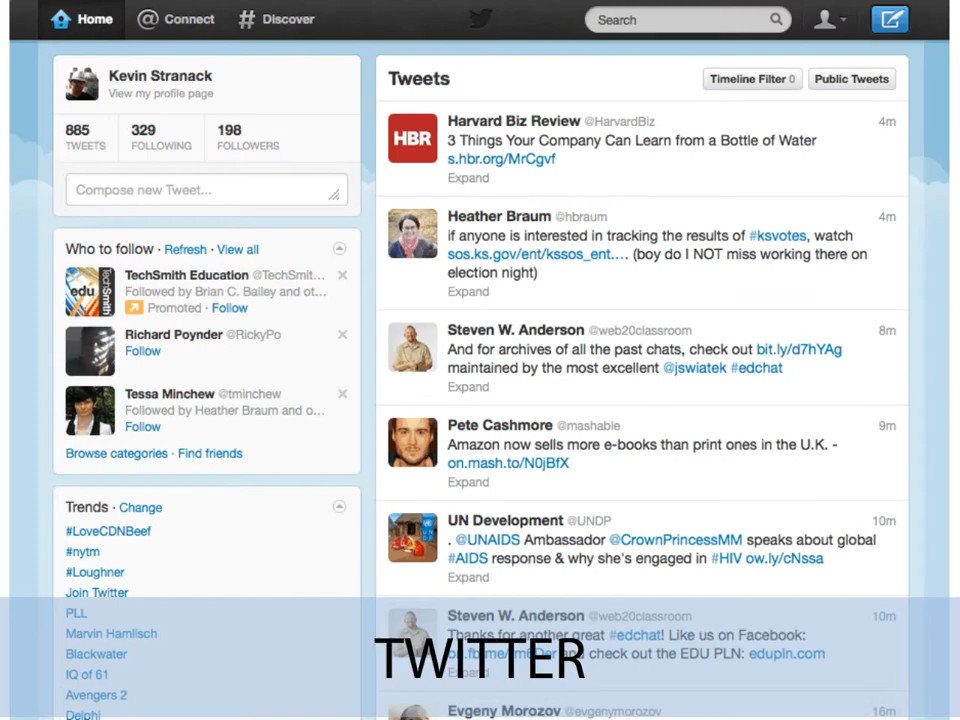 Home
Connect
Discover
Search
Kevin Stranack
View my profile page
885
TWEETS
329
FOLLOWING
198
FOLLOWERS
Compose new Tweet...
Who to follow · Refresh · View all
TechSmith Education @TechSmit...
Followed by Brian C. Bailey and ot...
Promoted · Follow
Richard Poynder @RickyPo
Follow
Tessa Minchew @tminchew
Followed by Heather Braum and o...
Follow
Browse categories · Find friends
Trends · Change
#LoveCDNBeef
#nytm
#Loughner
Join Twitter
PLL
Marvin Hamlisch
Blackwater
IQ of 61
Avengers 2
Delphi
Tweets
Timeline Filter 0
Public Tweets
HBR
Harvard Biz Review @HarvardBiz
4m
3 Things Your Company Can Learn from a Bottle of Water
s.hbr.org/MrCgvf
Expand
Heather Braum @hbraum
4m
if anyone is interested in tracking the results of #ksvotes, watch
sos.ks.gov/ent/kssos_ent.... (boy do I NOT miss working there on
election night)
Expand
Steven W. Anderson @web20classroom
8m
And for archives of all the past chats, check out bit.ly/d7hYAg
maintained by the most excellent @jswiatek #edchat
Expand
Pete Cashmore @mashable
9m
Amazon now sells more e-books than print ones in the U.K. -
on.mash.to/N0jBfX
Expand
UN Development @UNDP
10m
. @UNAIDS Ambassador @CrownPrincessMM speaks about global
#AIDS response & why she's engaged in #HIV ow.ly/cNssa
Expand
Steven W. Anderson @web20classroom
10m
Thanks for another great #edchat! Like us on Facebook:
and check out the EDU PLN: edupln.com
Expand
Evgeny Morozov @evgenymorozov
16m
edu
TechSmith
TWITTER